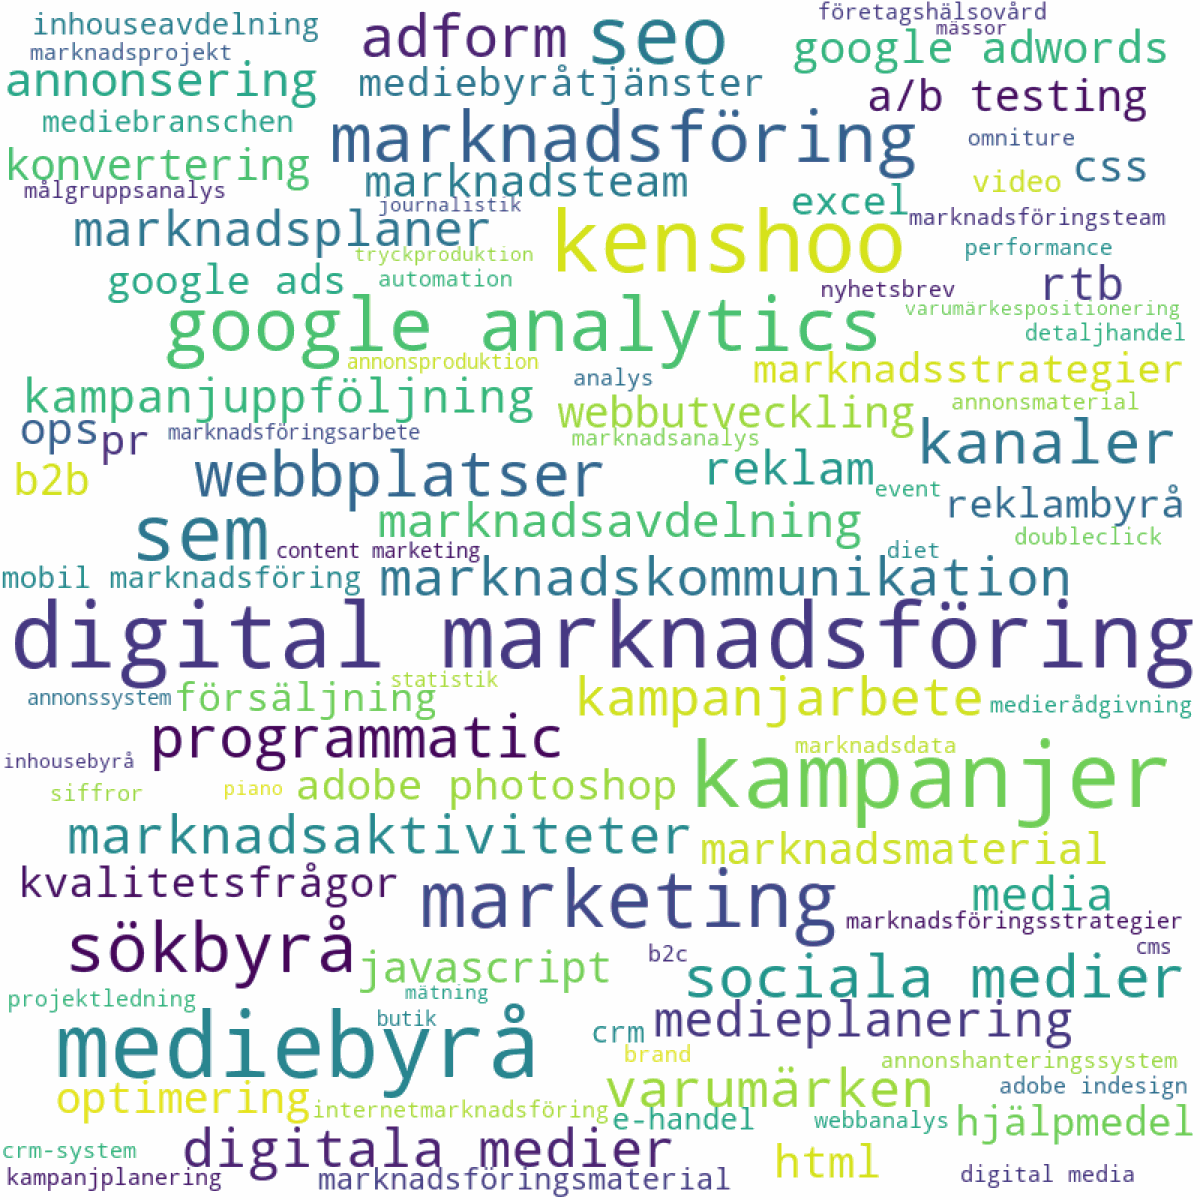 inhouseavdelning
marknadsprojekt
annonsering
adform
seo
företagshälsovård
mässor
google adwords
mediebyråtjänster
a/b testing
mediebranschen
marknadsföring
omniture
css
konvertering
målgruppsanalys
marknadsteam
journalistik
video
excel
marknadsföringsteam
marknadsplaner
kenshoo
performance
tryckproduktion
google ads
automation
nyhetsbrev
rtb
varumärkespositionering
google analytics
detaljhandel
annonsproduktion
analys
marknadsstrategier
kampanjuppföljning
webbutveckling
annonsmaterial
ops
pr
marknadsföringsarbete
marknadsanalys
kanaler
b2b
webbplatser
reklam
event
reklambyrå
sem
marknadsavdelning
content marketing
diet
doubleclick
mobil marknadsföring
marknadskommunikation
digital marknadsföring
annonssystem
försäljning
statistik
kampanjarbete
medierådgivning
programmatic
marknadsdata
inhousebyrå
siffror
piano
adobe photoshop
kampanjer
marknadsaktiviteter
marknadsmaterial
kvalitetsfrågor
marketing
media
marknadsföringsstrategier
sökbyrå
b2c
cms
javascript
sociala medier
projektledning
mätning
butik
mediebyrå
crm
medieplanering
brand
annonshanteringssystem
optimering
internetmarknadsföring
varumärken
adobe indesign
e-handel
webbanalys
hjälpmedel
crm-system
digitala medier
html
kampanjplanering
marknadsföringsmaterial
digital media